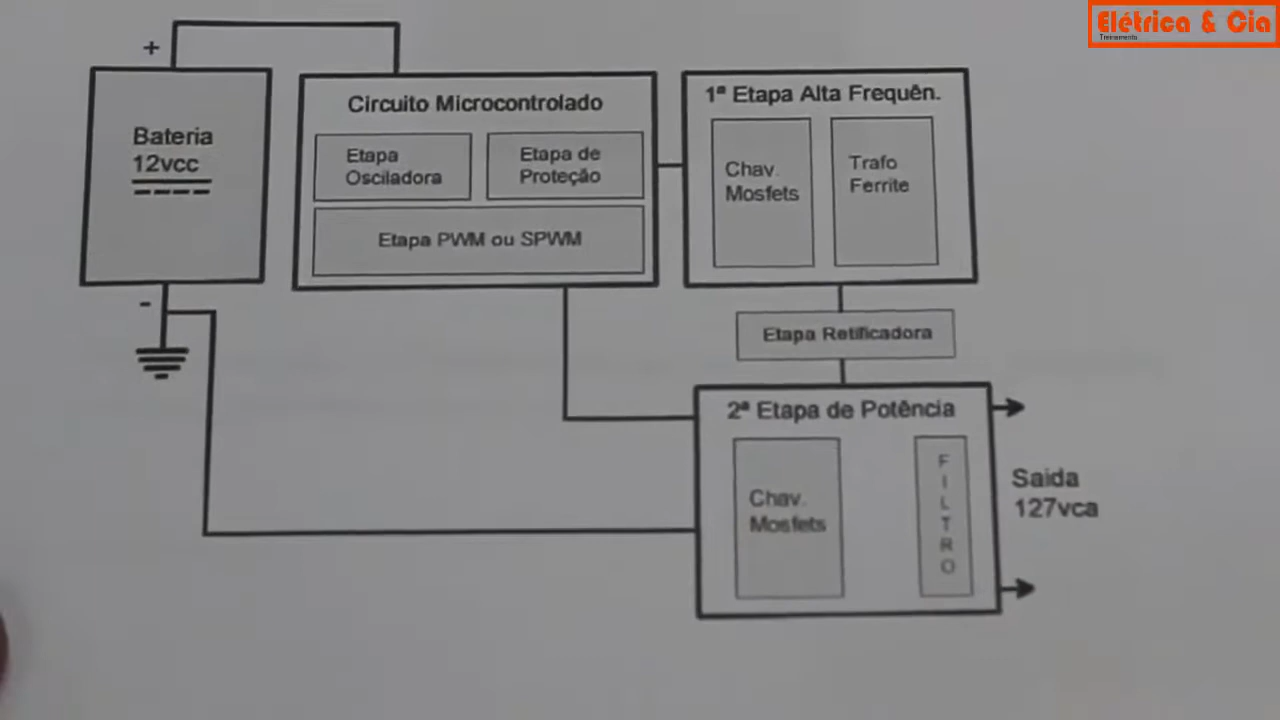 Elétrica & Cia
Treinamento
+
Bateria
12vcc
-
Circuito Microcontrolado
Etapa
Osciladora
Etapa de
Proteção
Etapa PWM ou SPWM
1ª Etapa Alta Frequên.
Chav.
Mosfets
Trafo
Ferrite
Etapa Retificadora
2ª Etapa de Potência
Chav.
Mosfets
FILTRO
Saida
127vca